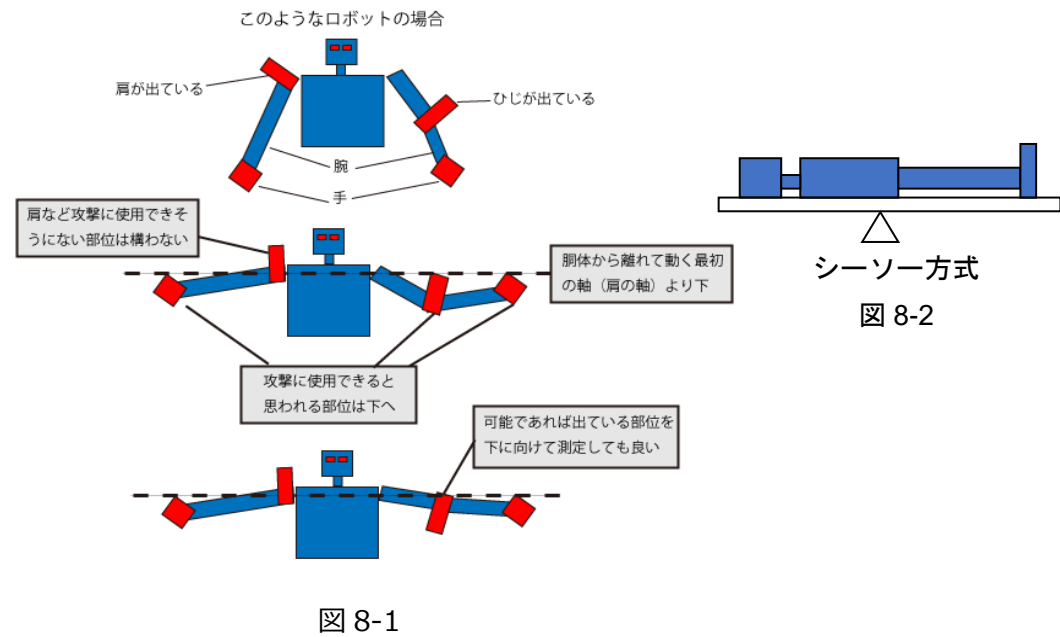 このようなロボットの場合
肩が出ている
ひじが出ている
腕
手
肩など攻撃に使用できそ
うにない部位は構わない
胴体から離れて動く最初
の軸（肩の軸）より下
攻撃に使用できると
思われる部位は下へ
可能であれば出ている部位を
下に向けて測定しても良い
図 8-1
シーソー方式
図 8-2